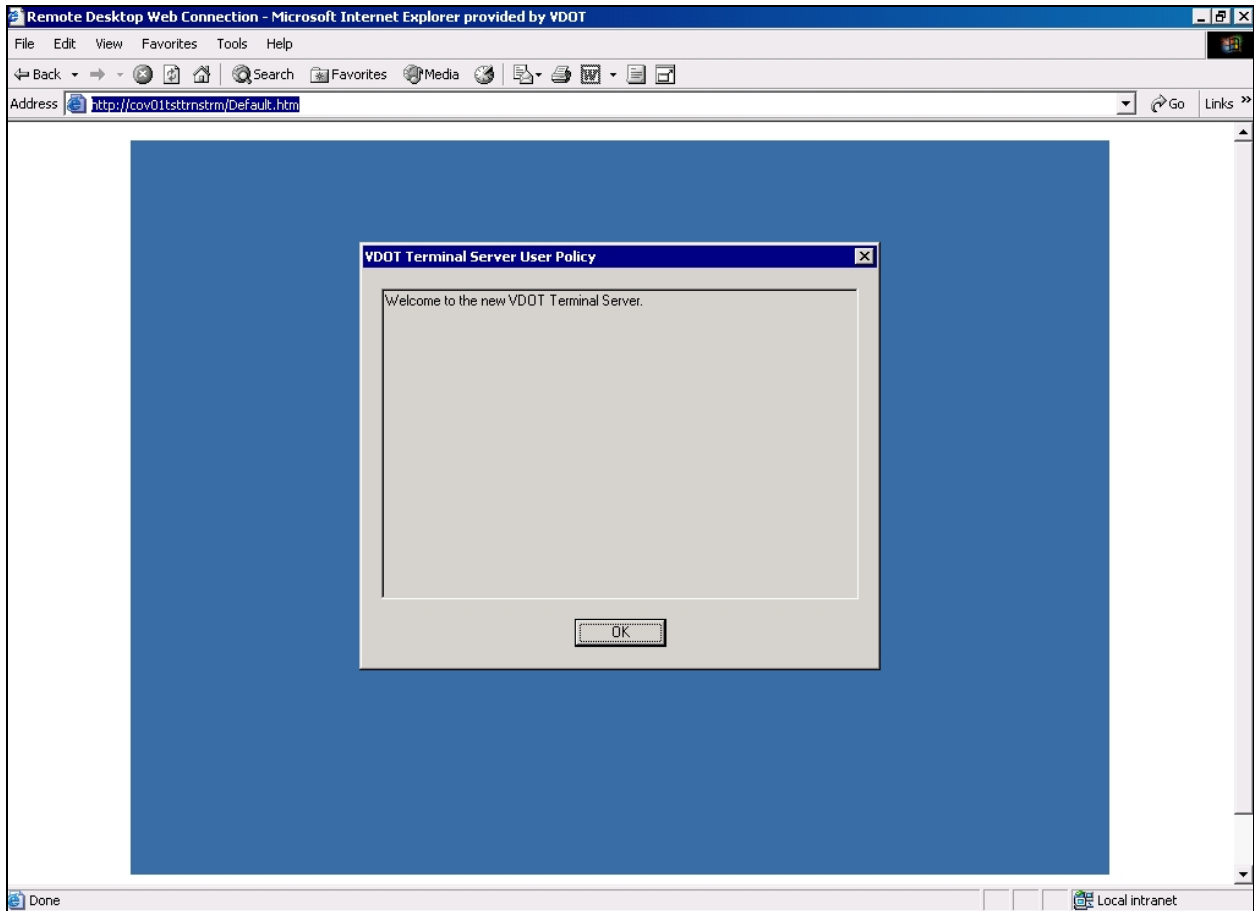 Remote Desktop Web Connection - Microsoft Internet Explorer provided by VDOT
File Edit View Favorites Tools Help
Back Search Favorites Media
Address http://cov01tsttrnstrm/Default.htm Go Links »
VDOT Terminal Server User Policy
Welcome to the new VDOT Terminal Server.
OK
Done Local intranet